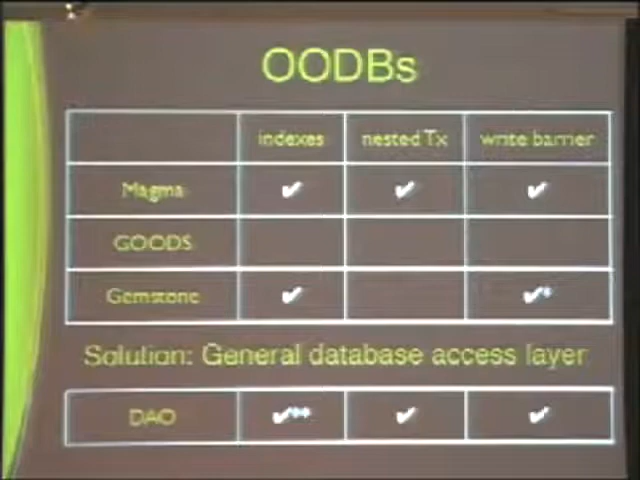 OODBs
indexes nested Tx write barrier
Magma ✔ ✔ ✔
GOODS
Gemstone ✔ ✔*
Solution: General database access layer
DAO ✔** ✔ ✔